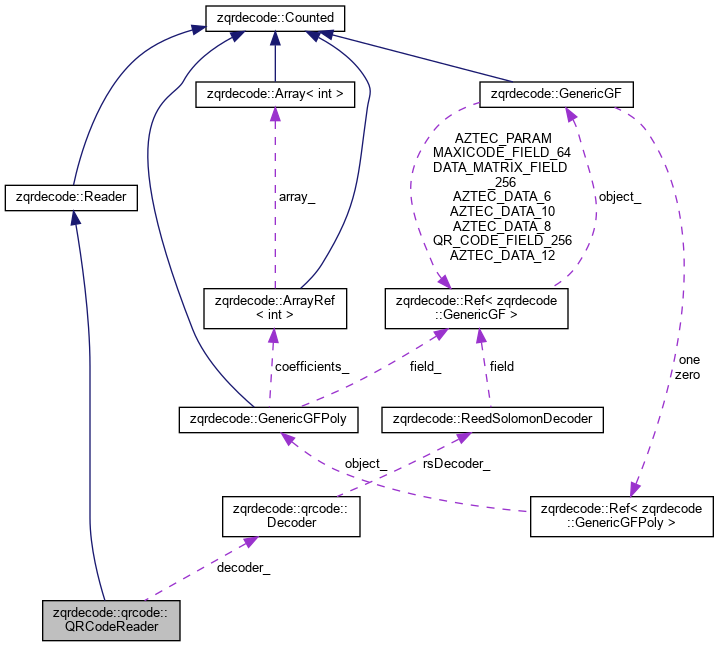 zqrdecode::Counted
zqrdecode::Array< int >
zqrdecode::GenericGF
AZTEC_PARAM
MAXICODE_FIELD_64
DATA_MATRIX_FIELD
_256
AZTEC_DATA_6
AZTEC_DATA_10
AZTEC_DATA_8
QR_CODE_FIELD_256
AZTEC_DATA_12
zqrdecode::Reader
array_
object_
zqrdecode::ArrayRef
< int >
zqrdecode::Ref< zqrdecode
::GenericGF >
coefficients_
field_
field
one
zero
zqrdecode::GenericGFPoly
zqrdecode::ReedSolomonDecoder
object_
rsDecoder_
zqrdecode::qrcode::
Decoder
zqrdecode::Ref< zqrdecode
::GenericGFPoly >
decoder_
zqrdecode::qrcode::
QRCodeReader